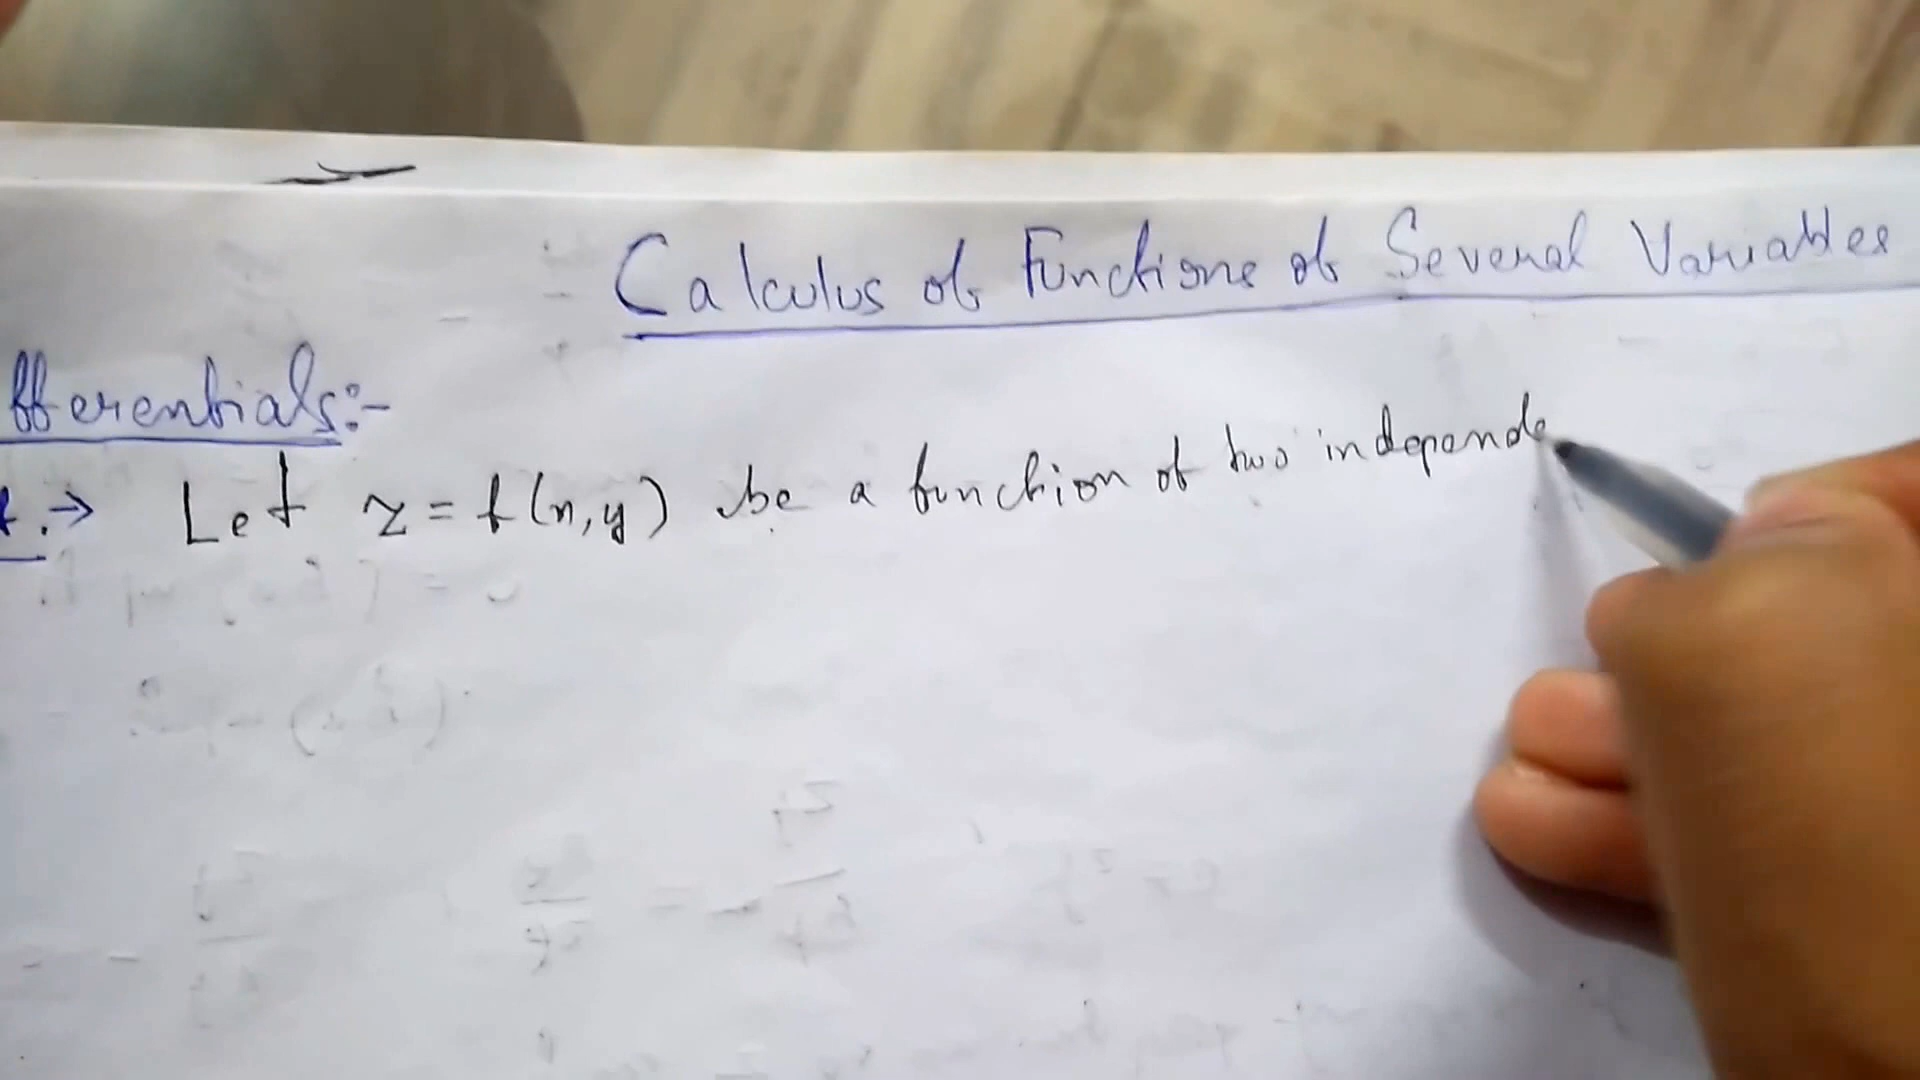 Calculus of Functions of Several Variables
fferentials:-
.→ Let z = f(x,y) be a function of two independe